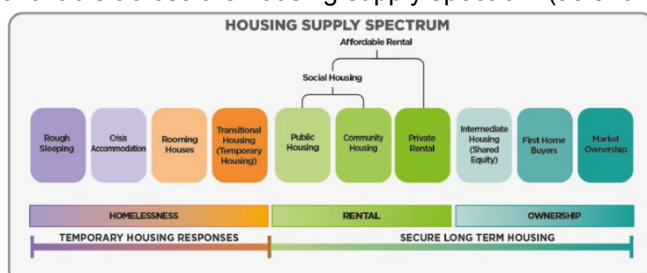 HOUSING SUPPLY SPECTRUM
Affordable Rental
Social Housing
Rough
Sleeping
Crisis
Accommodation
Rooming
Houses
Transitional
Housing
(Temporary
Housing)
Public
Housing
Community
Housing
Private
Rental
Intermediate
Housing
(Shared
Equity)
First Home
Buyers
Market
Ownership
HOMELESSNESS
RENTAL
OWNERSHIP
TEMPORARY HOUSING RESPONSES
SECURE LONG TERM HOUSING